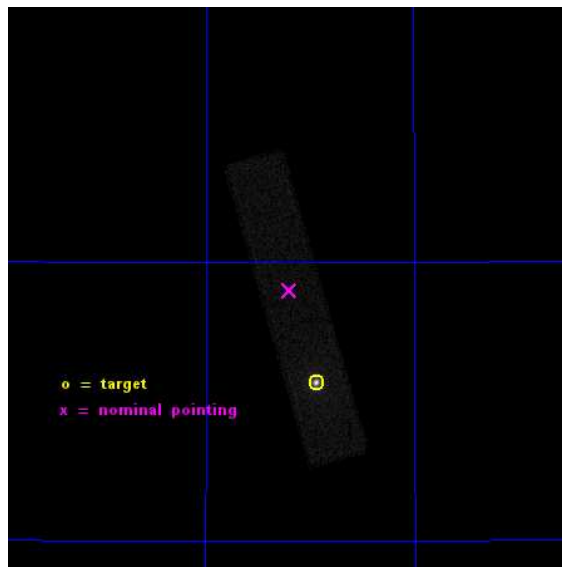 o = target
x = nominal pointing